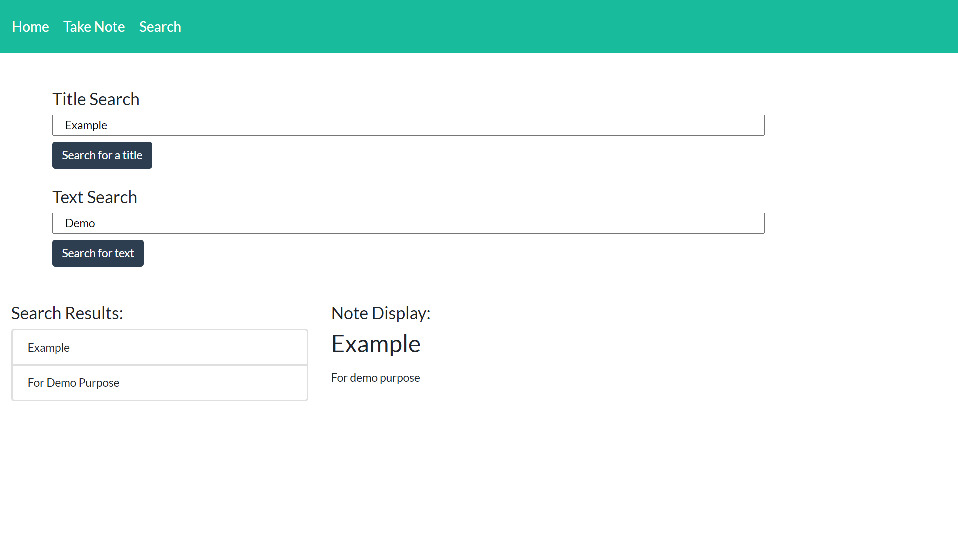 Home Take Note Search
Title Search
Example
Search for a title
Text Search
Demo
Search for text
Search Results:
Example
For Demo Purpose
Note Display:
Example
For demo purpose